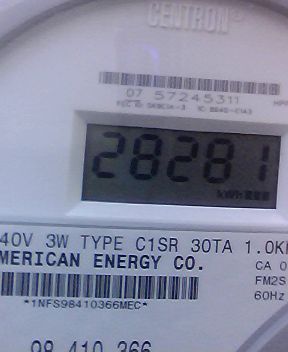 CENTRON®
07 57245311
28281
kWh
40V 3W TYPE C1SR 30TA 1.0K
MERICAN ENERGY CO.
CA 0
FM2S
60Hz
*1NFS98410366MEC*
98 410 366